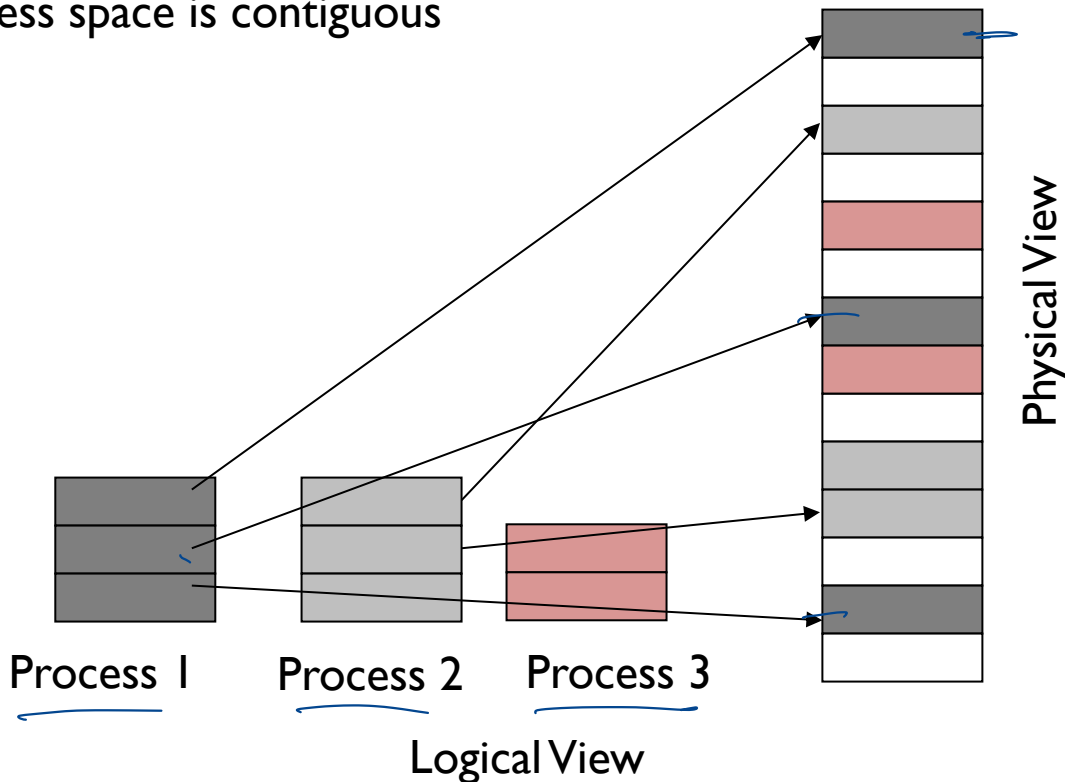 ess space is contiguous
Physical View
Process 1
Process 2
Process 3
Logical View